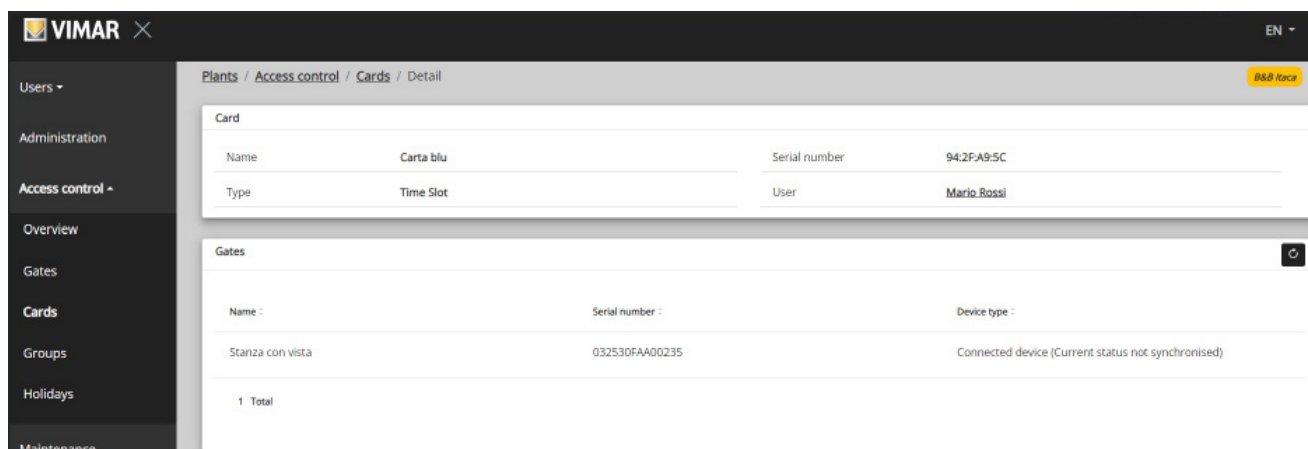 VIMAR
EN
Users
Administration
Access control
Overview
Gates
Cards
Groups
Holidays
Maintenance
Plants / Access control / Cards / Detail
B&B Itaca
Card
Name Carta blu Serial number 94:2F:A9:5C
Type Time Slot User Mario Rossi
Gates
Name Serial number Device type
Stanza con vista 032530FAA00235 Connected device (Current status not synchronised)
1 Total